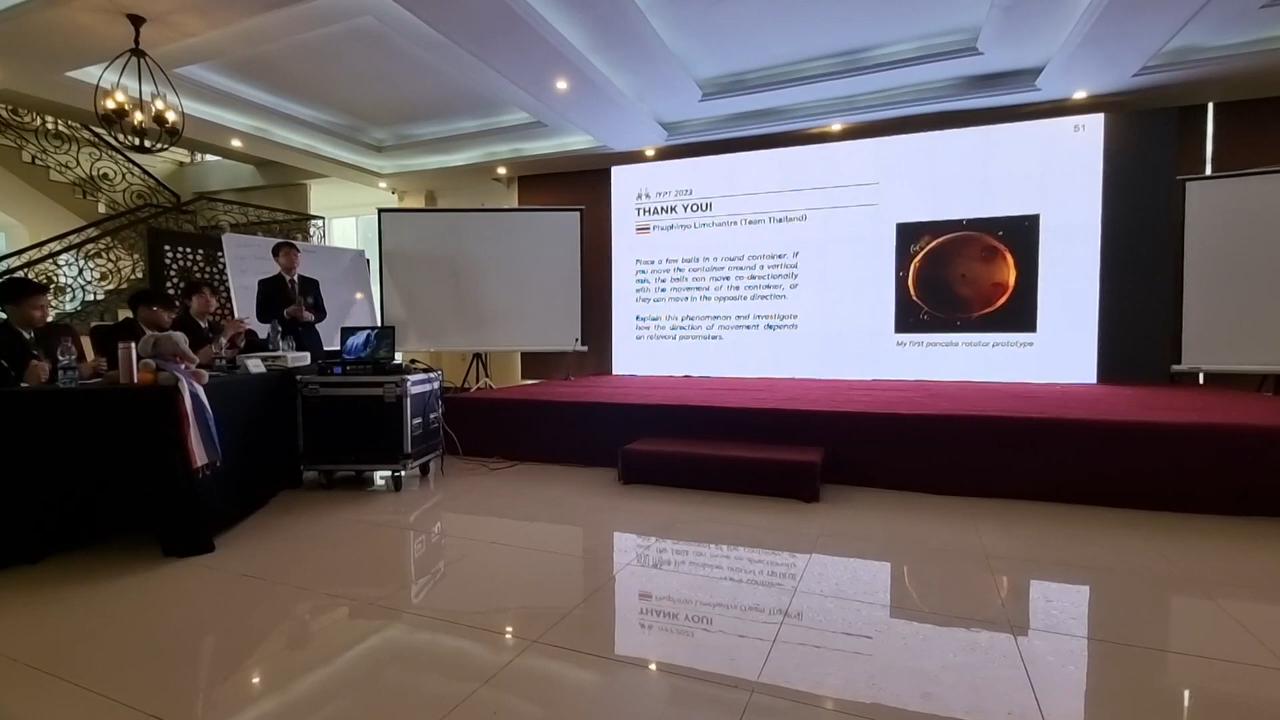 51
IYPT 2023
THANK YOU!
Phuphinyo Limchantra (Team Thailand)
Place a few balls in a round container. If
you move the container around a vertical
axis, the balls can move co-directionally
with the movement of the container, or
they can move in the opposite direction.
Explain this phenomenon and investigate
how the direction of movement depends
on relevant parameters.
My first pancake rotator prototype